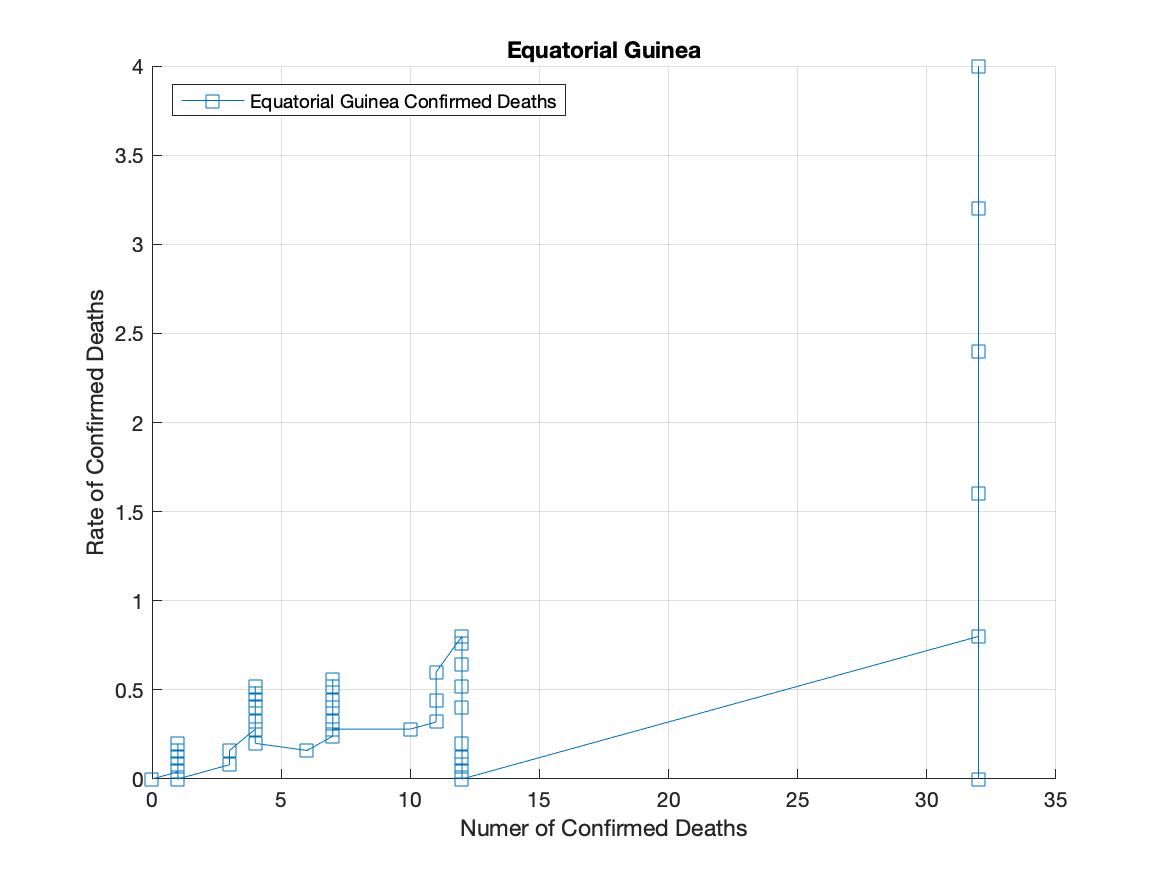 Equatorial Guinea
Equatorial Guinea Confirmed Deaths
4
3.5
3
2.5
2
1.5
1
0.5
0
Rate of Confirmed Deaths
0 5 10 15 20 25 30 35
Numer of Confirmed Deaths